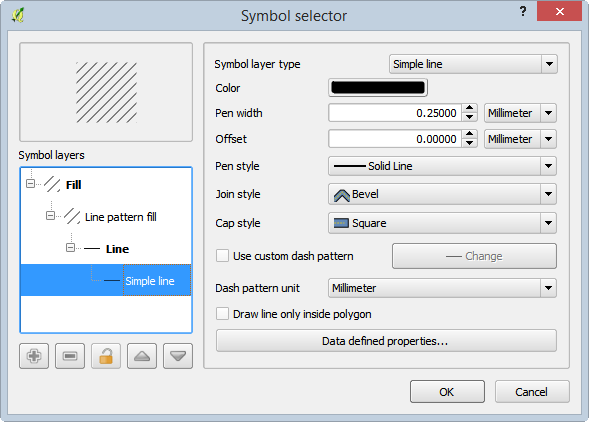 Symbol selector
?
Symbol layers
Fill
Line pattern fill
Line
Simple line
Symbol layer type
Simple line
Color
Pen width
0.25000
Millimeter
Offset
0.00000
Millimeter
Pen style
Solid Line
Join style
Bevel
Cap style
Square
Use custom dash pattern
Change
Dash pattern unit
Millimeter
Draw line only inside polygon
Data defined properties...
OK
Cancel